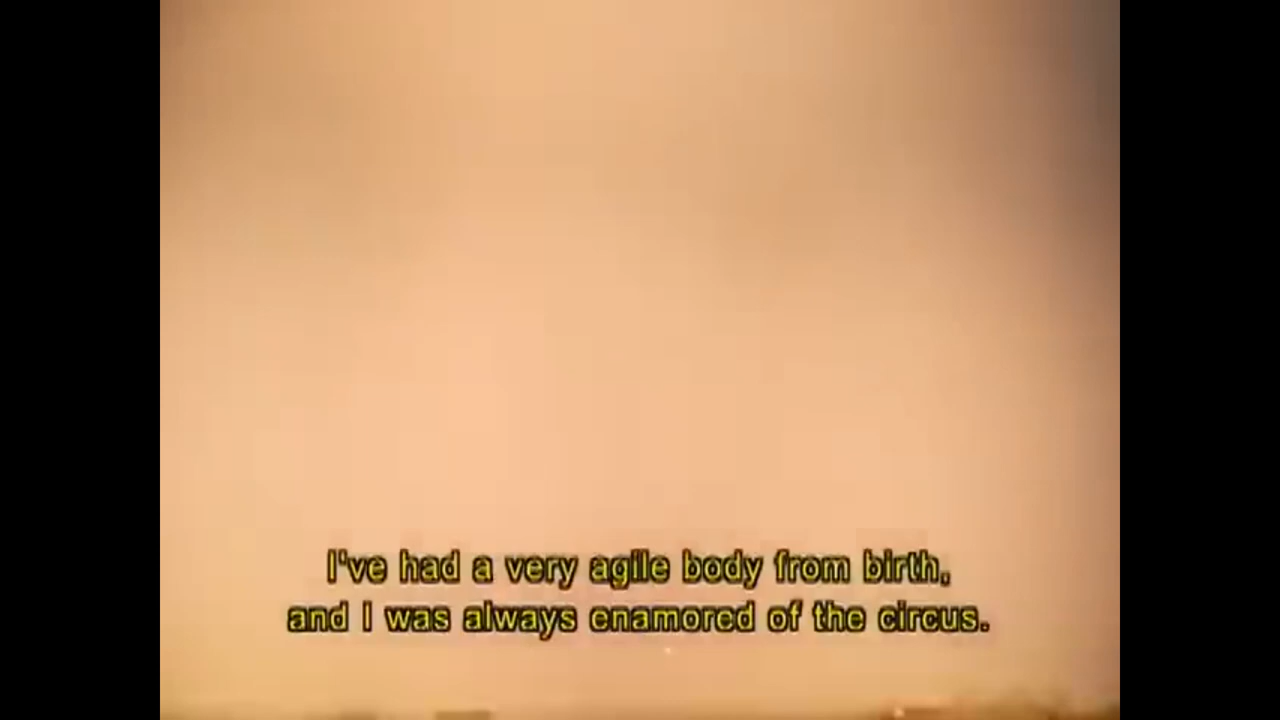 I've had a very agile body from birth,
and I was always enamored of the circus.